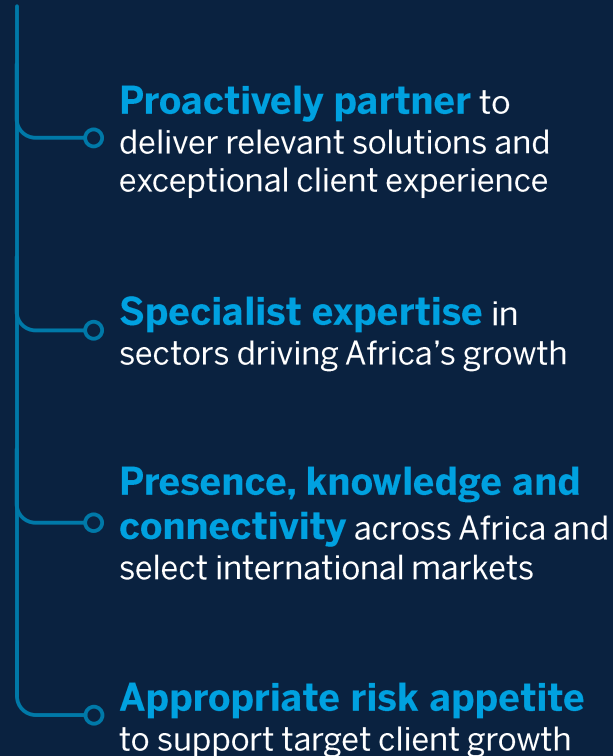 Proactively partner to
deliver relevant solutions and
exceptional client experience
Specialist expertise in
sectors driving Africa’s growth
Presence, knowledge and
connectivity across Africa and
select international markets
Appropriate risk appetite
to support target client growth